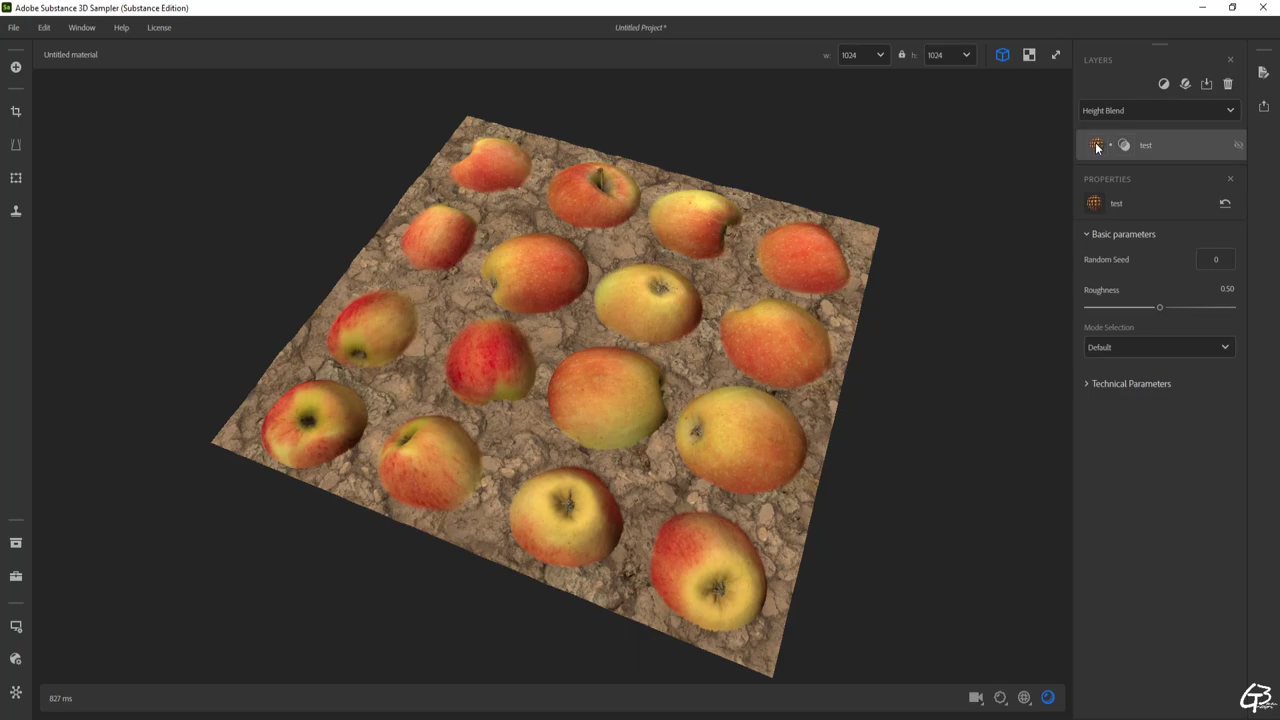 Sa Adobe Substance 3D Sampler (Substance Edition)
File Edit Window Help License Untitled Project*
Untitled material w: 1024 h: 1024
LAYERS
Height Blend
test
PROPERTIES
test
Basic parameters
Random Seed 0
Roughness 0.50
Mode Selection
Default
Technical Parameters
827 ms